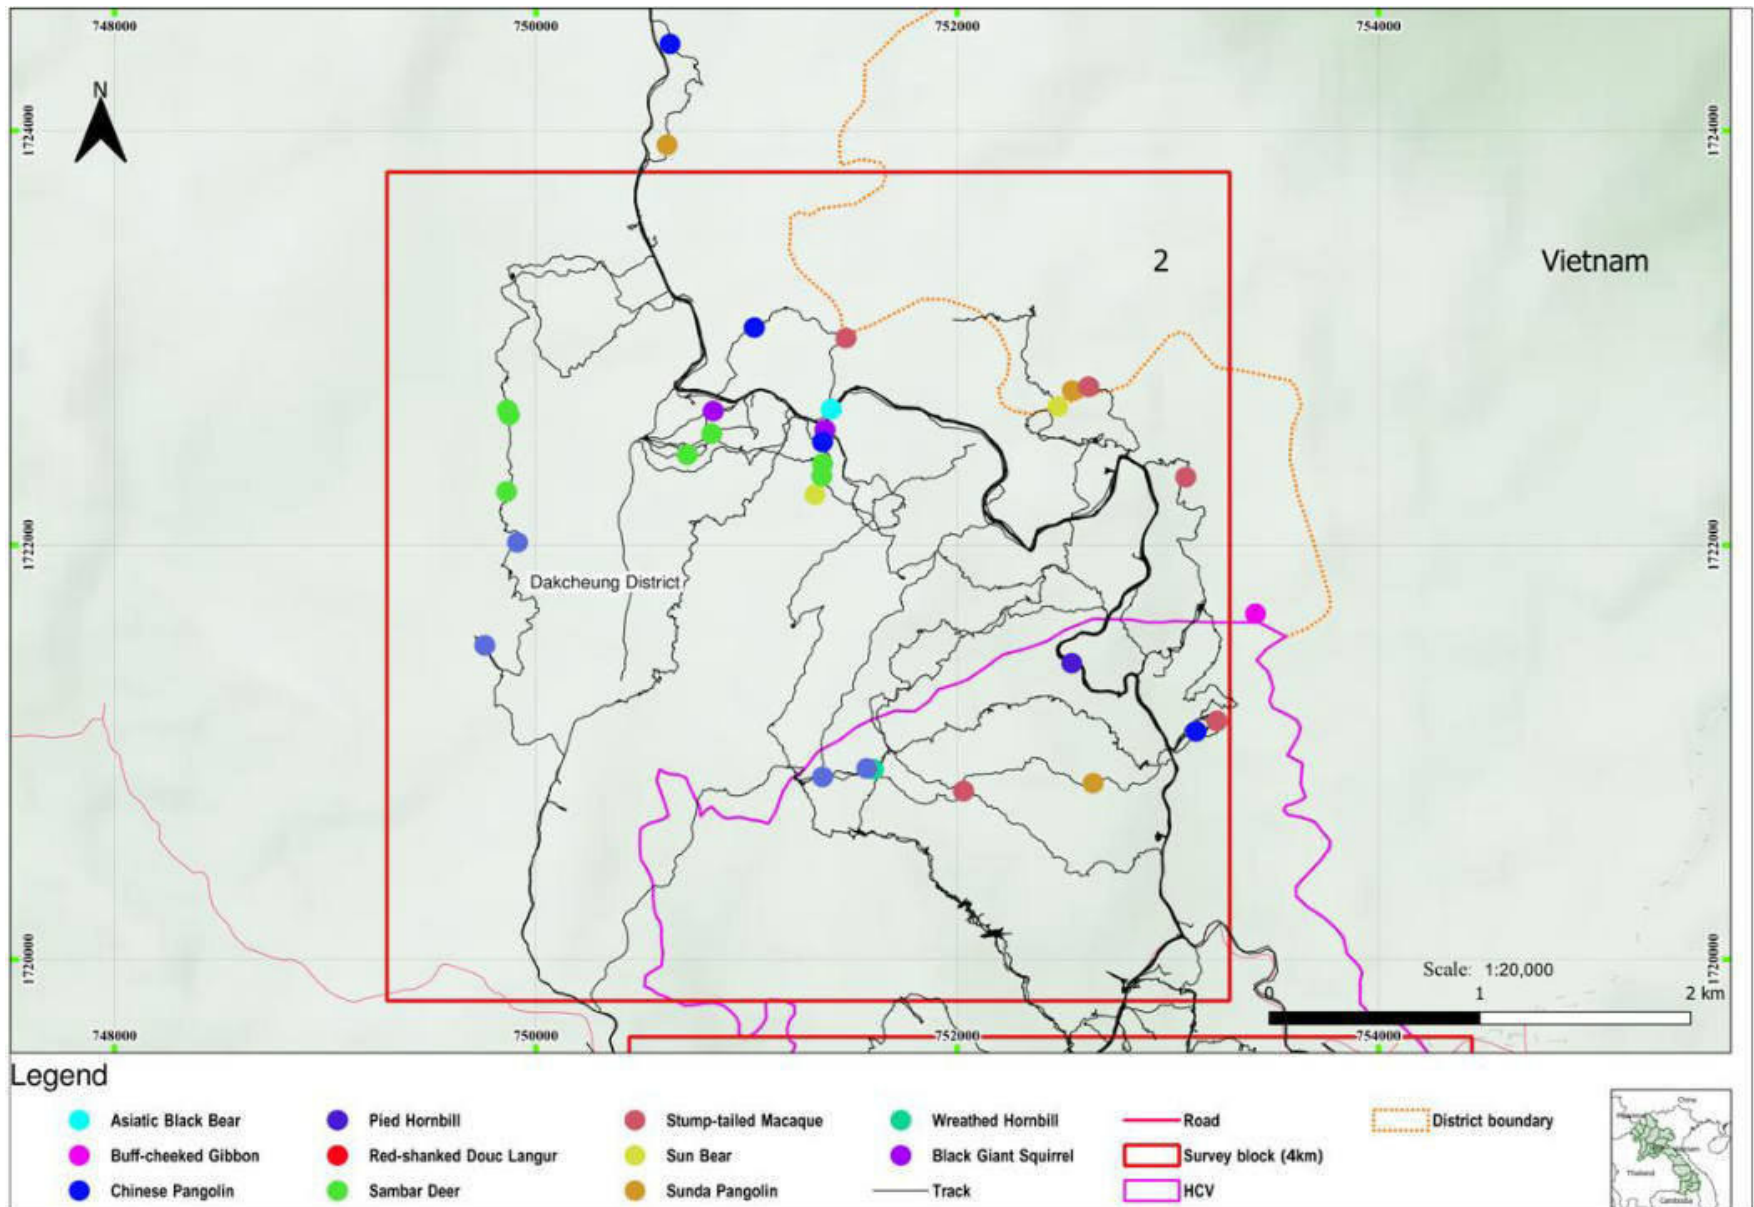 748000 750000 752000 754000
N
1724000 1724000
2
Vietnam
1722000 1722000
Dakcheung District
1720000 1720000
Scale: 1:20,000
0 1 2 km
748000 750000 752000 754000
Legend
Asiatic Black Bear Pied Hornbill Stump-tailed Macaque Wreathed Hornbill Road District boundary
Buff-cheeked Gibbon Red-shanked Douc Langur Sun Bear Black Giant Squirrel Survey block (4km)
Chinese Pangolin Sambar Deer Sunda Pangolin Track HCV
China
Thailand
Cambodia